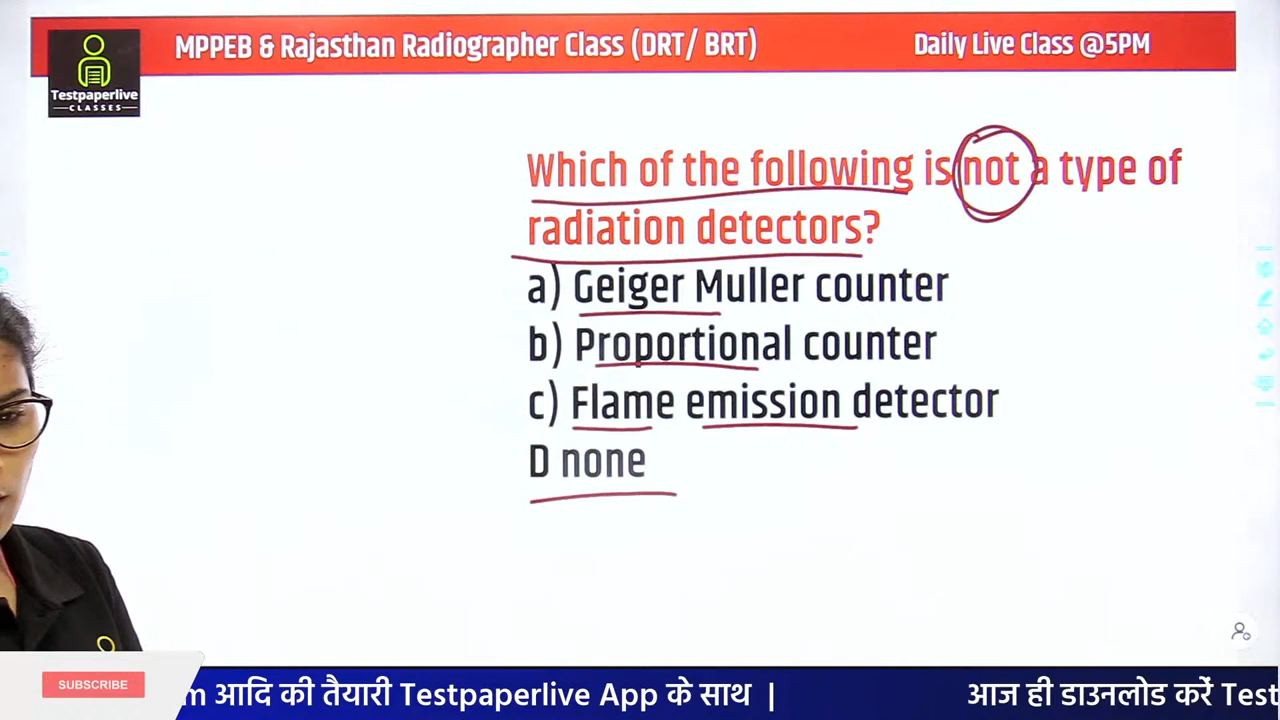 MPPEB & Rajasthan Radiographer Class (DRT/ BRT)
Daily Live Class @5PM
Testpaperlive
CLASSES
Which of the following is not a type of
radiation detectors?
a) Geiger Muller counter
b) Proportional counter
c) Flame emission detector
D none
SUBSCRIBE
m आदि की तैयारी Testpaperlive App के साथ |
आज ही डाउनलोड करें Test